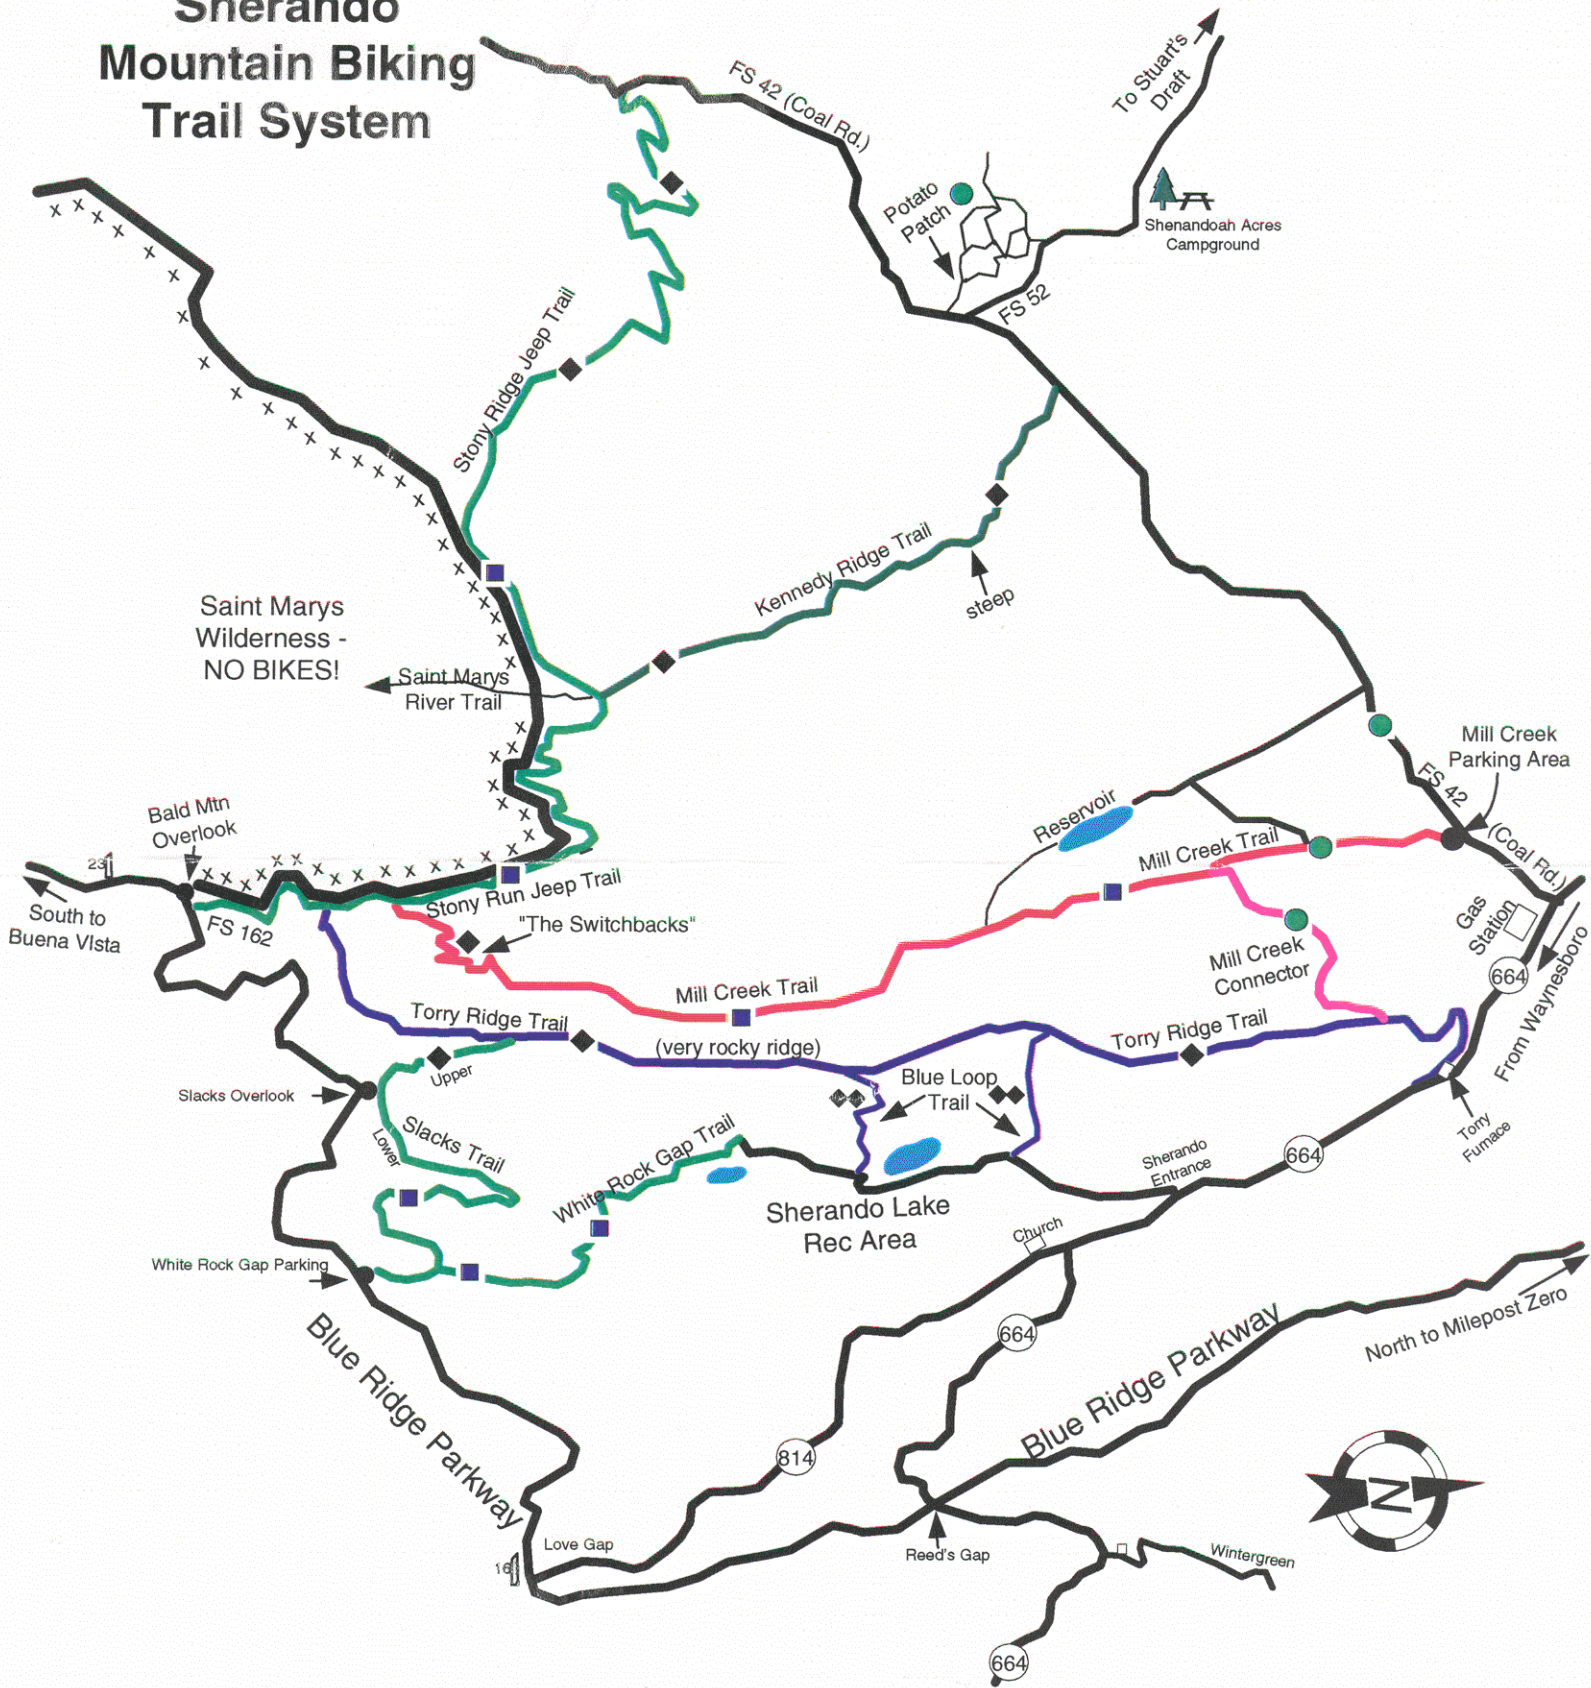 Sherando
Mountain Biking
Trail System
FS 42 (Coal Rd.)
To Stuart's
Draft
Potato
Patch
Shenandoah Acres
Campground
FS 52
Stony Ridge Jeep Trail
Kennedy Ridge Trail
steep
Saint Marys
Wilderness -
NO BIKES!
Saint Marys
River Trail
Mill Creek
Parking Area
FS 42
(Coal Rd.)
Reservoir
Mill Creek Trail
Bald Mtn
Overlook
23
South to
Buena VIsta
FS 162
Stony Run Jeep Trail
"The Switchbacks"
Gas
Station
664
From Waynesboro
Mill Creek
Connector
Mill Creek Trail
Torry Ridge Trail
(very rocky ridge)
Torry Ridge Trail
Upper
Blue Loop
Trail
Slacks Overlook
Lower
Slacks Trail
White Rock Gap Trail
Torry
Furnace
664
Sherando
Entrance
Sherando Lake
Rec Area
Church
White Rock Gap Parking
664
North to Milepost Zero
Blue Ridge Parkway
Blue Ridge Parkway
814
N
Love Gap
16
Reed's Gap
Wintergreen
664